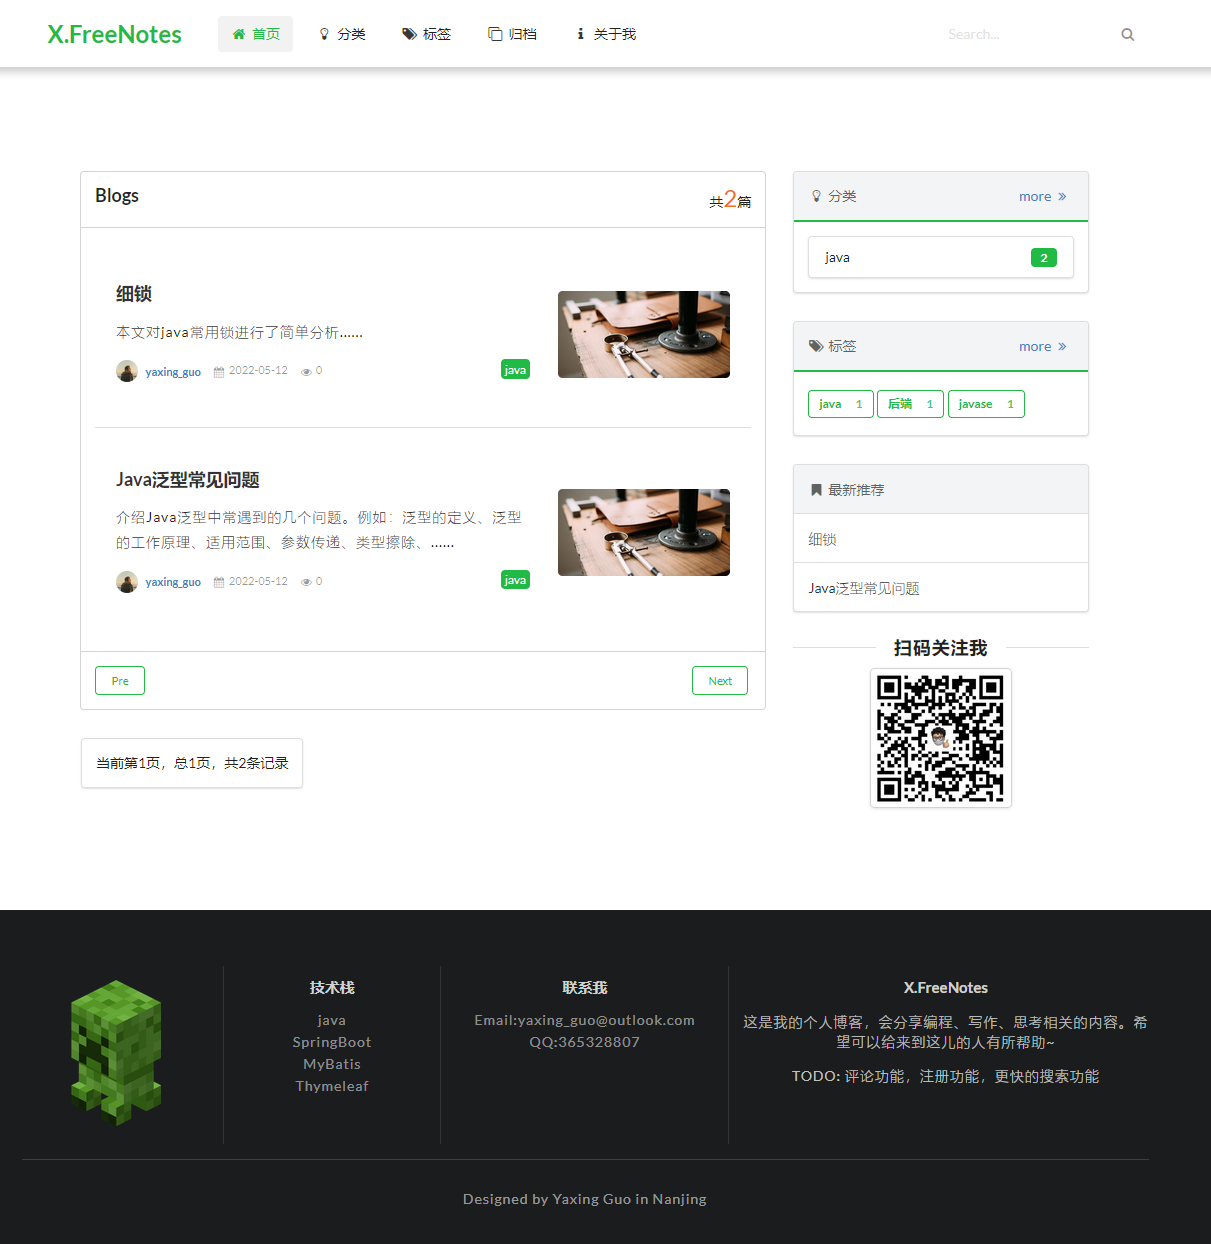 X.FreeNotes 首页 分类 标签 归档 关于我 Search...
Blogs 共2篇
细锁
本文对java常用锁进行了简单分析......
yaxing_guo 2022-05-12 0 java
Java泛型常见问题
介绍Java泛型中常遇到的几个问题。例如：泛型的定义、泛型
的工作原理、适用范围、参数传递、类型擦除、......
yaxing_guo 2022-05-12 0 java
Pre Next
当前第1页，总1页，共2条记录
分类 more »
java 2
标签 more »
java 1 后端 1 javase 1
最新推荐
细锁
Java泛型常见问题
扫码关注我
技术栈
java
SpringBoot
MyBatis
Thymeleaf
联系我
Email:yaxing_guo@outlook.com
QQ:365328807
X.FreeNotes
这是我的个人博客，会分享编程、写作、思考相关的内容。希
望可以给来到这儿的人有所帮助~
TODO: 评论功能，注册功能，更快的搜索功能
Designed by Yaxing Guo in Nanjing